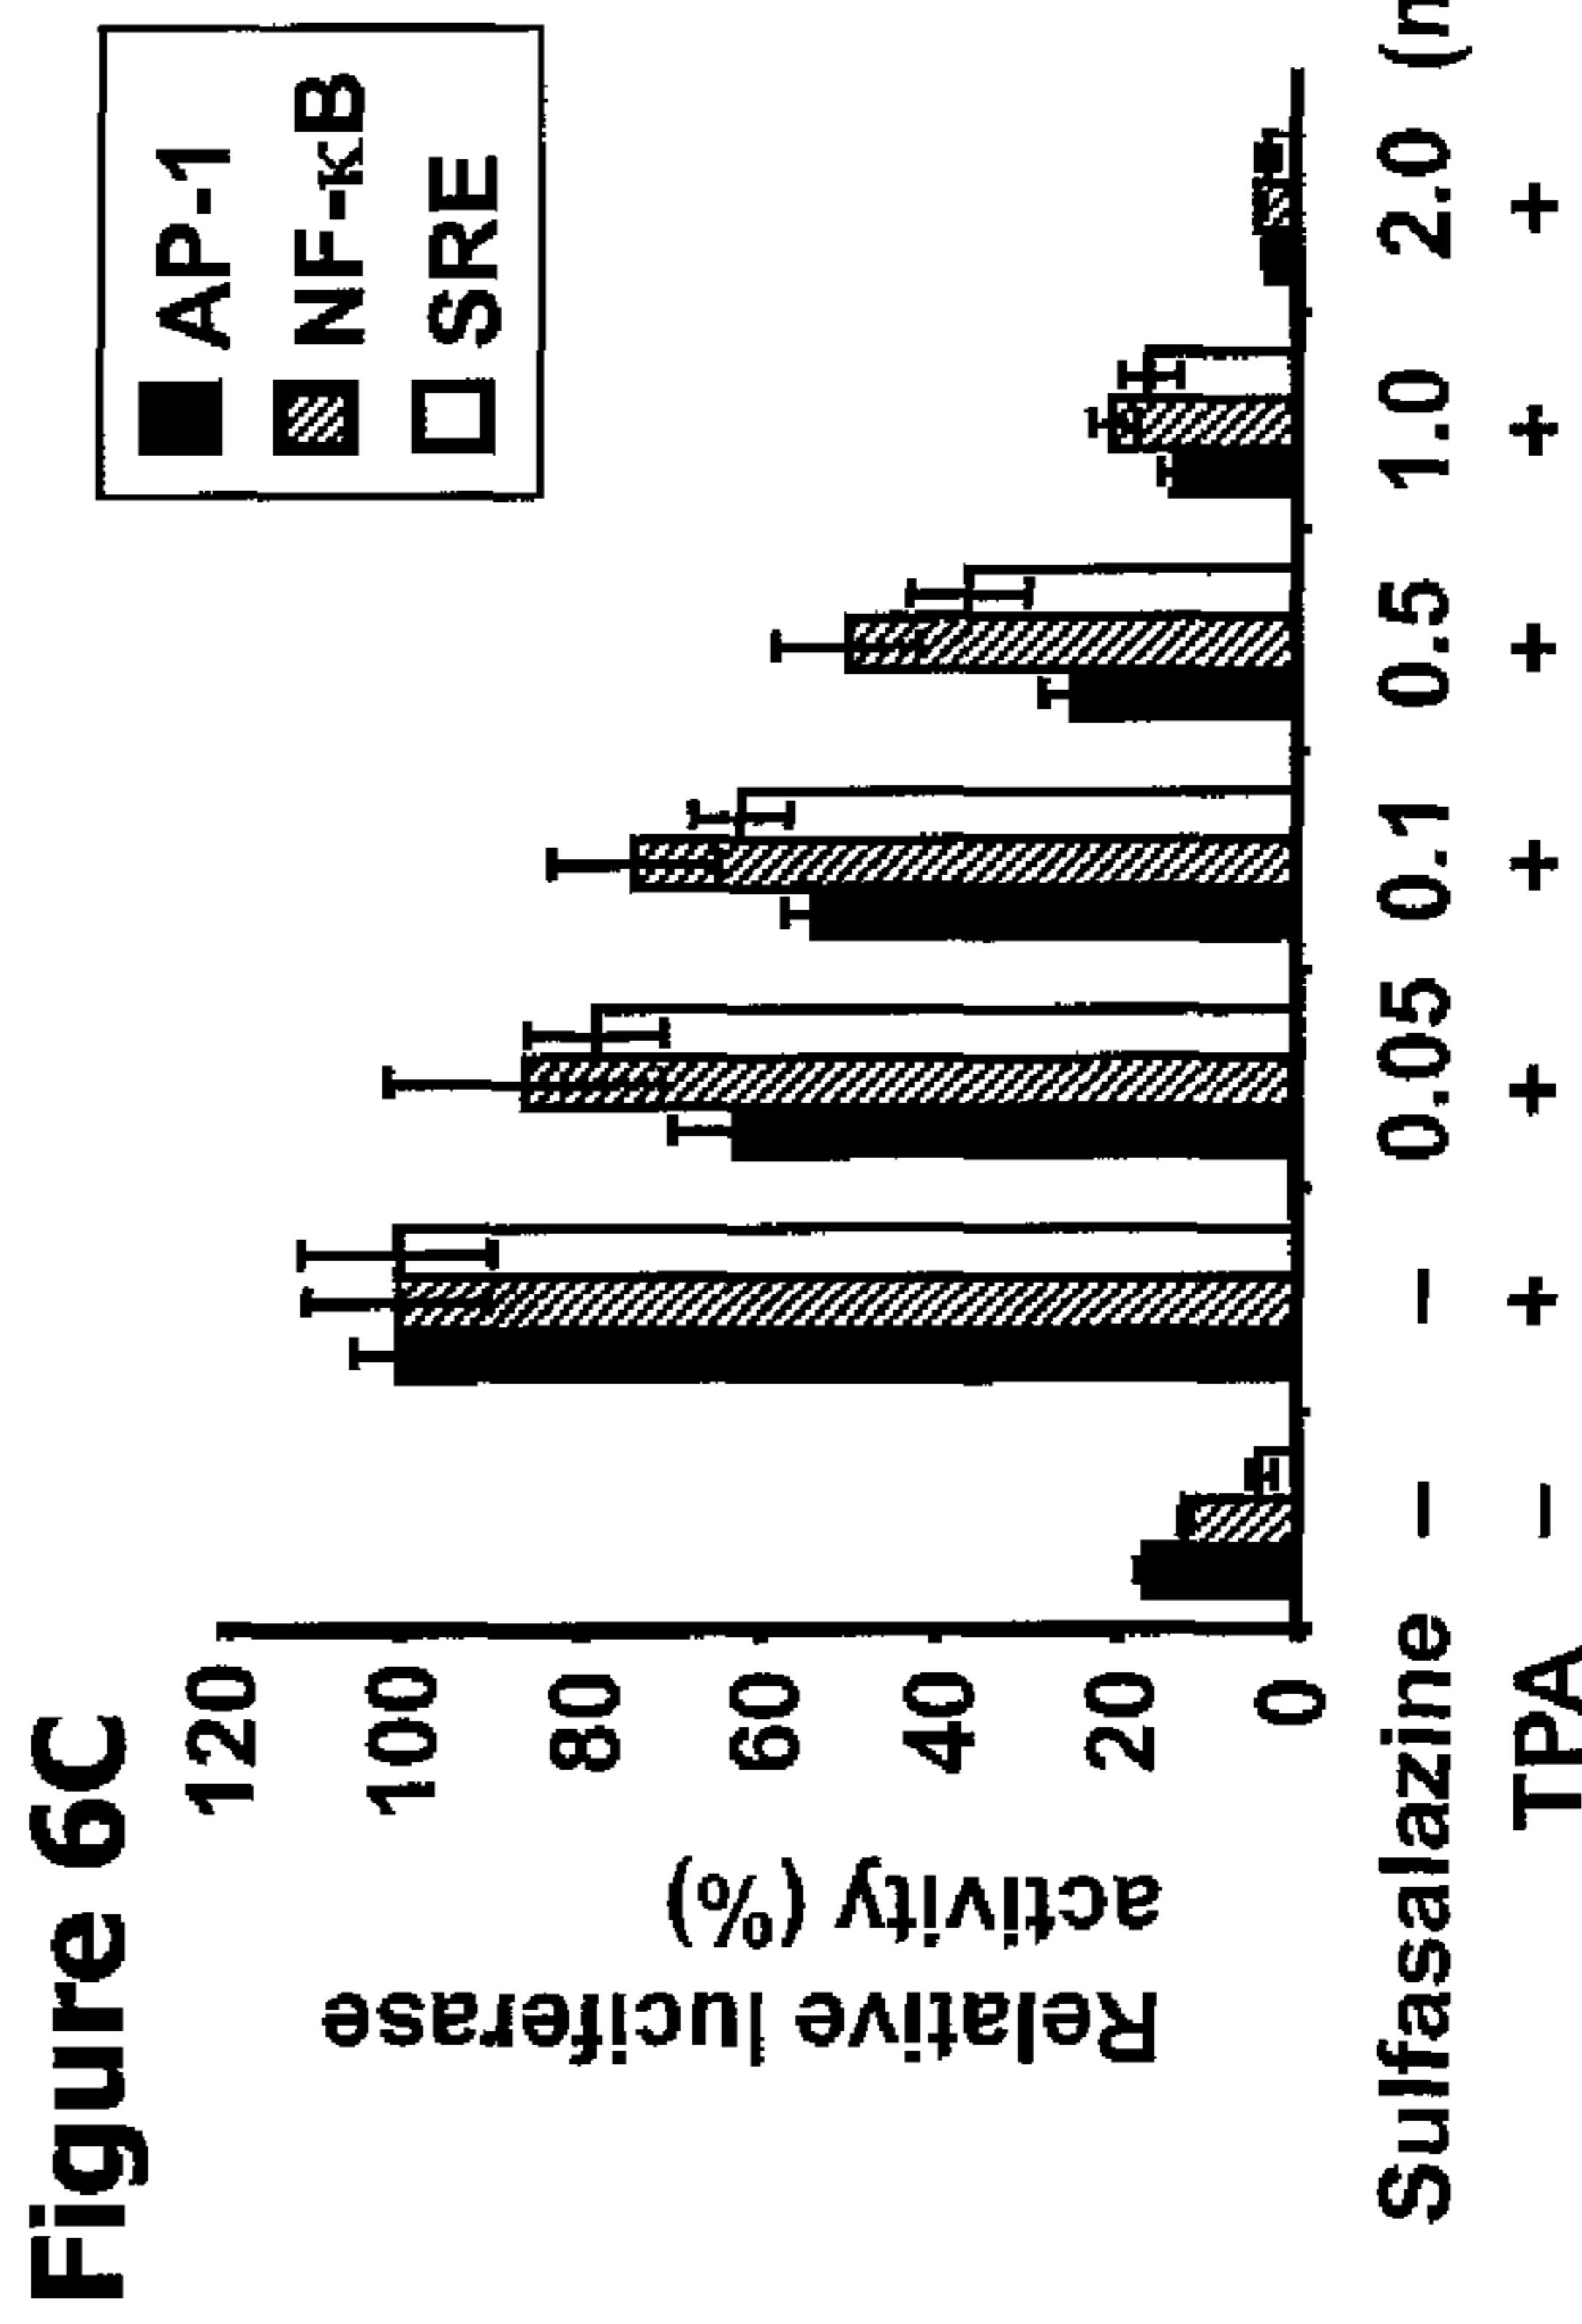 Figure 6C
AP-1
NF-κB
SRE
Relative luciferase
activity (%)
120
100
80
60
40
20
0
Sulfasalazine - - 0.05 0.1 0.5 1.0 2.0
TPA - + + + + + +